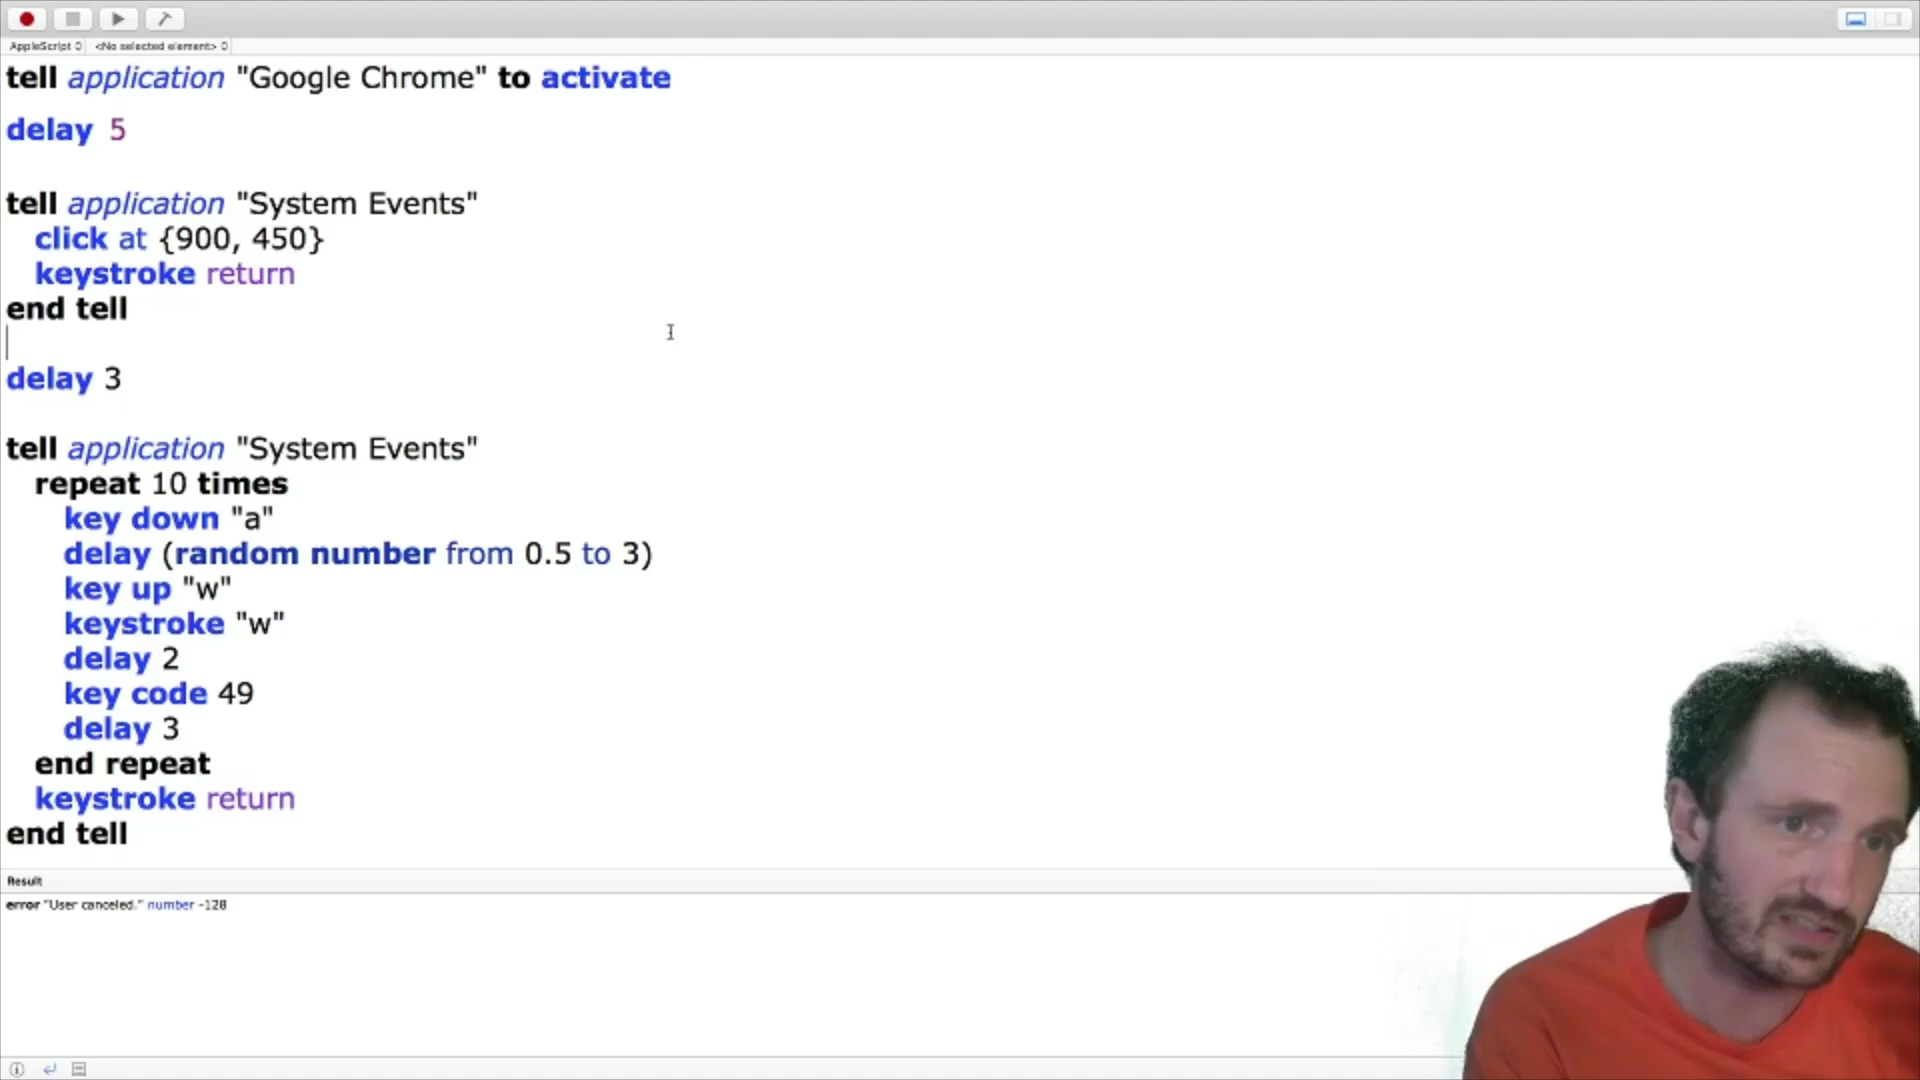 AppleScript <No selected element>
tell application "Google Chrome" to activate
delay 5
tell application "System Events"
click at {900, 450}
keystroke return
end tell
delay 3
tell application "System Events"
repeat 10 times
key down "a"
delay (random number from 0.5 to 3)
key up "w"
keystroke "w"
delay 2
key code 49
delay 3
end repeat
keystroke return
end tell
Result
error "User canceled." number -128